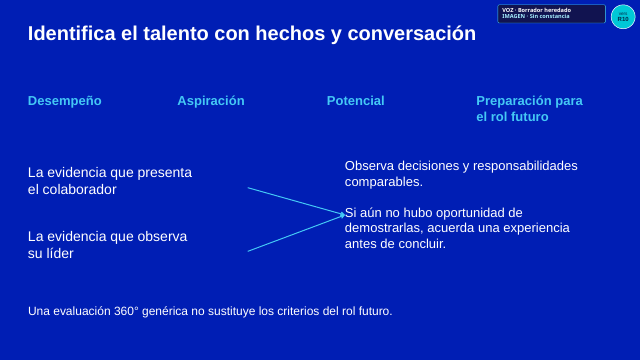 VOZ · Borrador heredado
IMAGEN · Sin constancia
R10
Identifica el talento con hechos y conversación
Desempeño
Aspiración
Potencial
Preparación para
el rol futuro
La evidencia que presenta
el colaborador
La evidencia que observa
su líder
Observa decisiones y responsabilidades
comparables.
Si aún no hubo oportunidad de
demostrarlas, acuerda una experiencia
antes de concluir.
Una evaluación 360° genérica no sustituye los criterios del rol futuro.